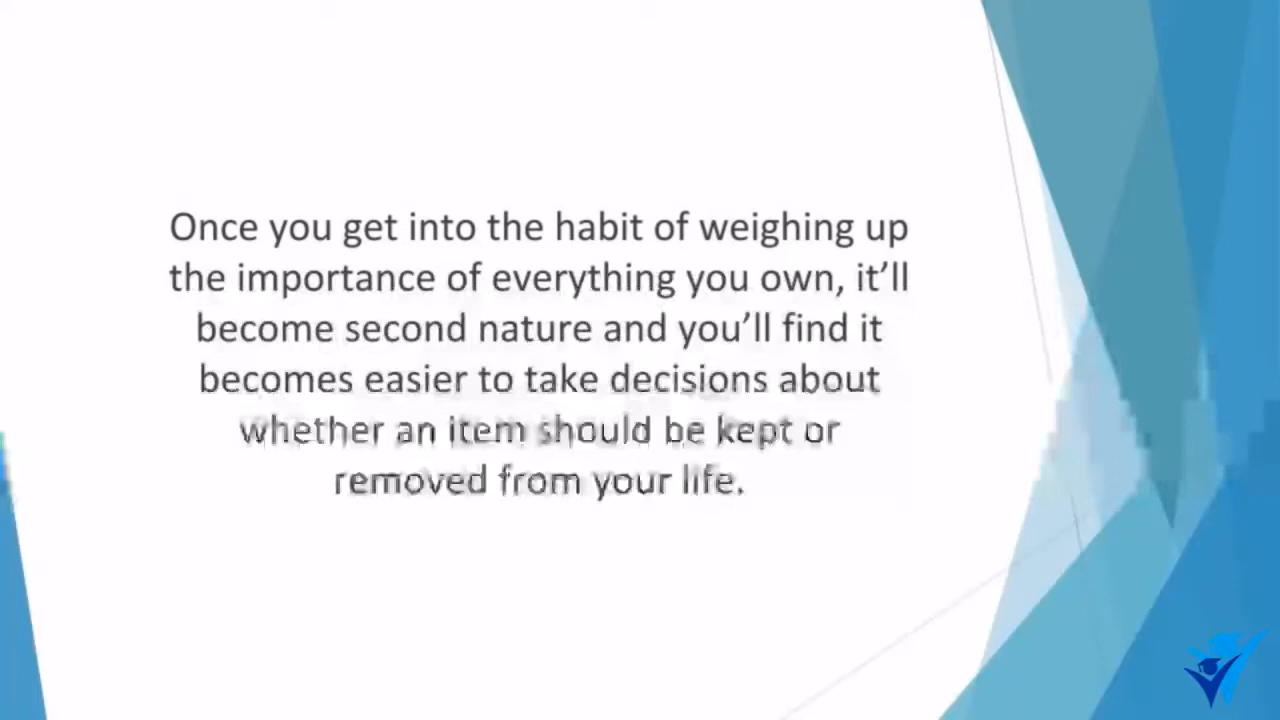 Once you get into the habit of weighing up
the importance of everything you own, it’ll
become second nature and you’ll find it
becomes easier to take decisions about
whether an item should be kept or
removed from your life.